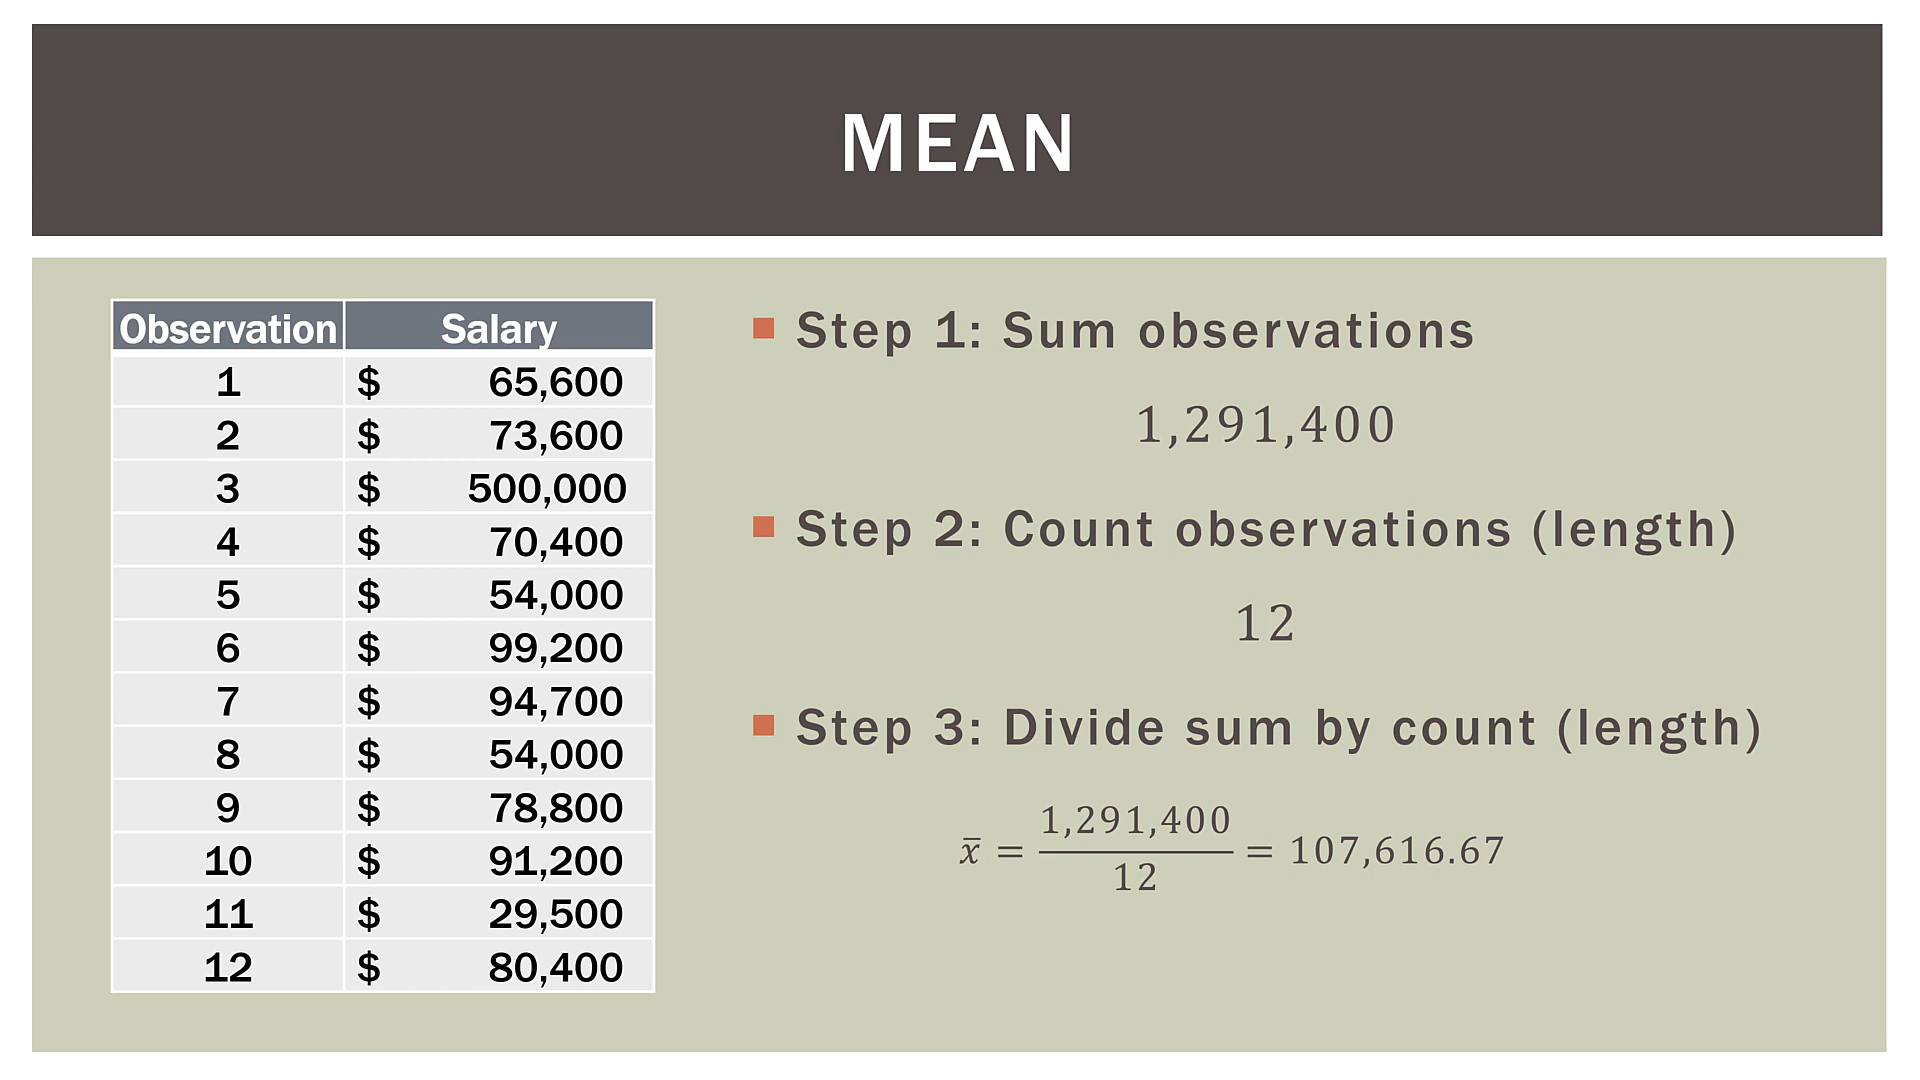 MEAN
Observation Salary
1 $ 65,600
2 $ 73,600
3 $ 500,000
4 $ 70,400
5 $ 54,000
6 $ 99,200
7 $ 94,700
8 $ 54,000
9 $ 78,800
10 $ 91,200
11 $ 29,500
12 $ 80,400
Step 1: Sum observations
1,291,400
Step 2: Count observations (length)
12
Step 3: Divide sum by count (length)
x̄ = 1,291,400 / 12 = 107,616.67